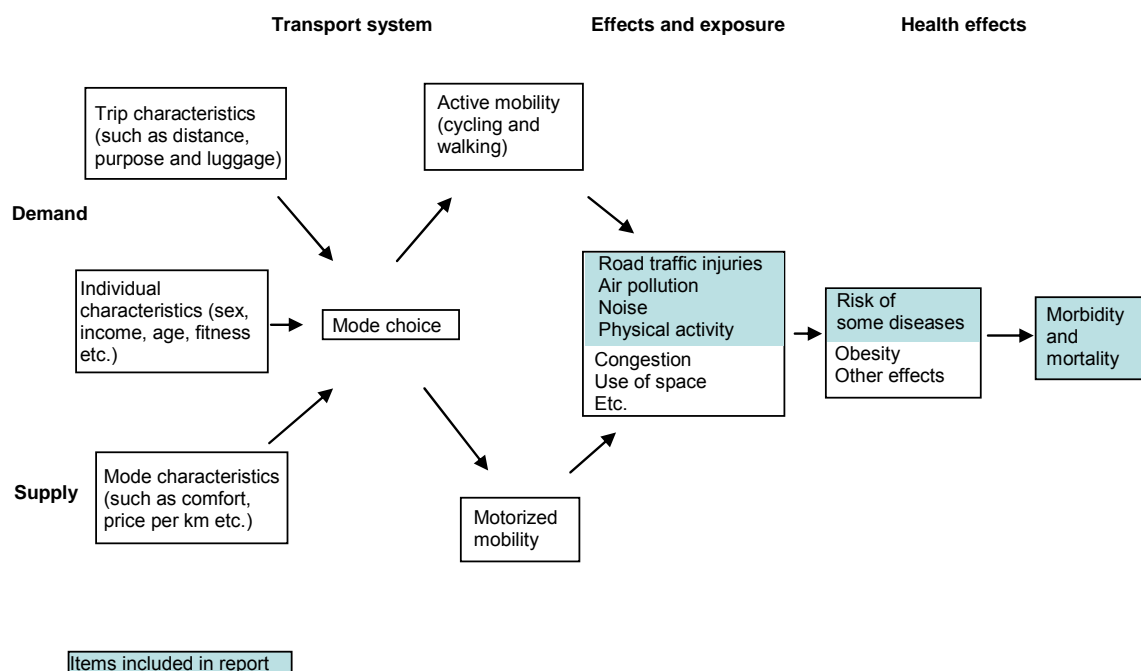 Transport system
Effects and exposure
Health effects
Trip characteristics
(such as distance,
purpose and luggage)
Active mobility
(cycling and
walking)
Demand
Individual
characteristics (sex,
income, age, fitness
etc.)
Mode choice
Road traffic injuries
Air pollution
Noise
Physical activity
Congestion
Use of space
Etc.
Risk of
some diseases
Obesity
Other effects
Morbidity
and
mortality
Supply
Mode characteristics
(such as comfort,
price per km etc.)
Motorized
mobility
Items included in report